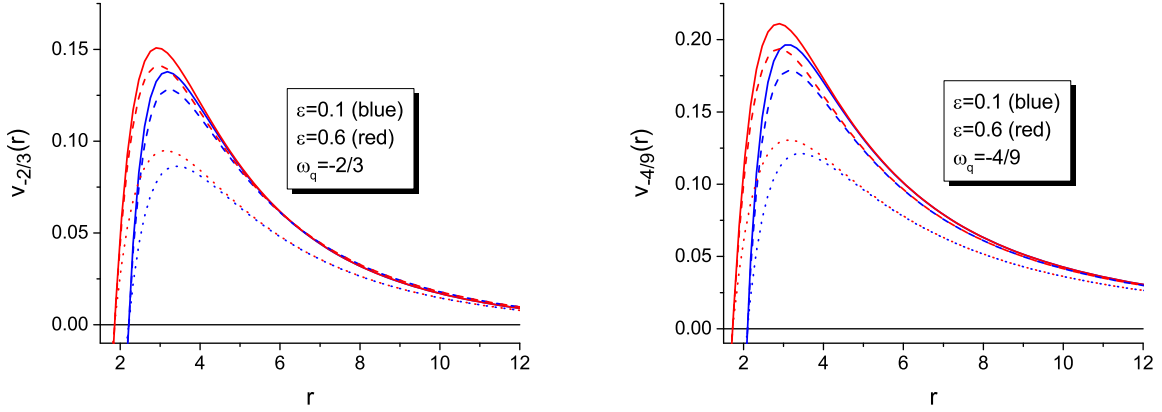 v-2/3(r)
0.15
0.10
0.05
0.00
ε=0.1 (blue)
ε=0.6 (red)
ωq=-2/3
2 4 6 8 10 12
r
v-4/9(r)
0.20
0.15
0.10
0.05
0.00
ε=0.1 (blue)
ε=0.6 (red)
ωq=-4/9
2 4 6 8 10 12
r